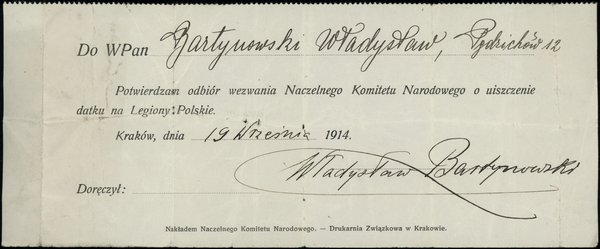 Do WPan Bartynowski Władysław, Pędzichów 12
Potwierdzam odbiór wezwania Naczelnego Komitetu Narodowego o uiszczenie
datku na Legiony Polskie.
Kraków, dnia 19 Września 1914.
Władysław Bartynowski
Doręczył:
Nakładem Naczelnego Komitetu Narodowego. — Drukarnia Związkowa w Krakowie.